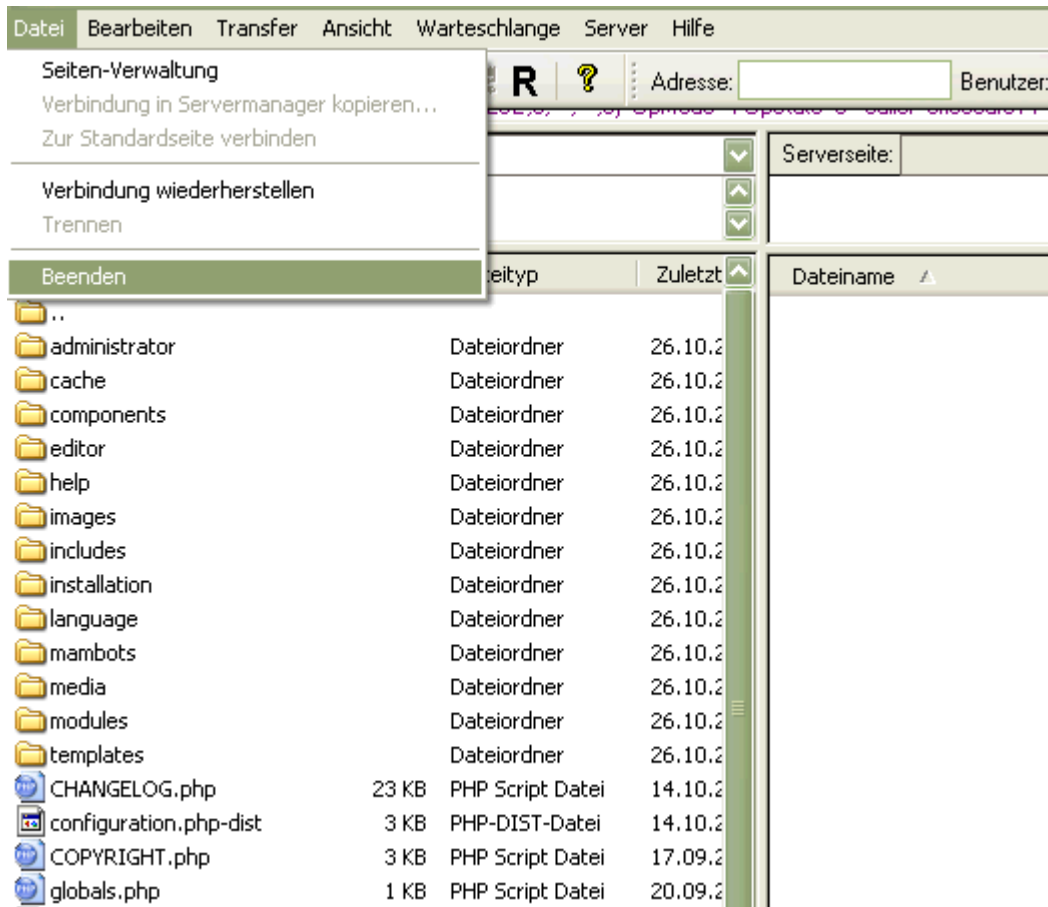 Datei Bearbeiten Transfer Ansicht Warteschlange Server Hilfe
Seiten-Verwaltung
Verbindung in Servermanager kopieren...
Zur Standardseite verbinden
Verbindung wiederherstellen
Trennen
Beenden
R ? Adresse: Benutzer:
Serverseite:
eityp Zuletzt Dateiname
..
administrator Dateiordner 26.10.2
cache Dateiordner 26.10.2
components Dateiordner 26.10.2
editor Dateiordner 26.10.2
help Dateiordner 26.10.2
images Dateiordner 26.10.2
includes Dateiordner 26.10.2
installation Dateiordner 26.10.2
language Dateiordner 26.10.2
mambots Dateiordner 26.10.2
media Dateiordner 26.10.2
modules Dateiordner 26.10.2
templates Dateiordner 26.10.2
CHANGELOG.php 23 KB PHP Script Datei 14.10.2
configuration.php-dist 3 KB PHP-DIST-Datei 14.10.2
COPYRIGHT.php 3 KB PHP Script Datei 17.09.2
globals.php 1 KB PHP Script Datei 20.09.2